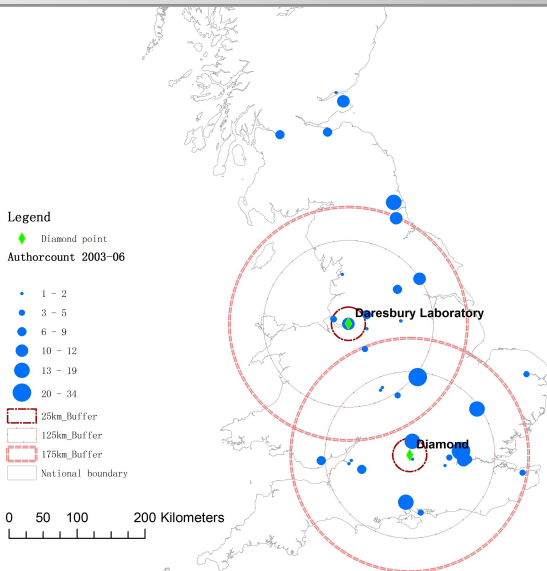 Legend
Diamond point
Authorcount 2003-06
1 - 2
3 - 5
6 - 9
10 - 12
13 - 19
20 - 34
25km_Buffer
125km_Buffer
175km_Buffer
National boundary
0 50 100 200 Kilometers
Daresbury Laboratory
Diamond